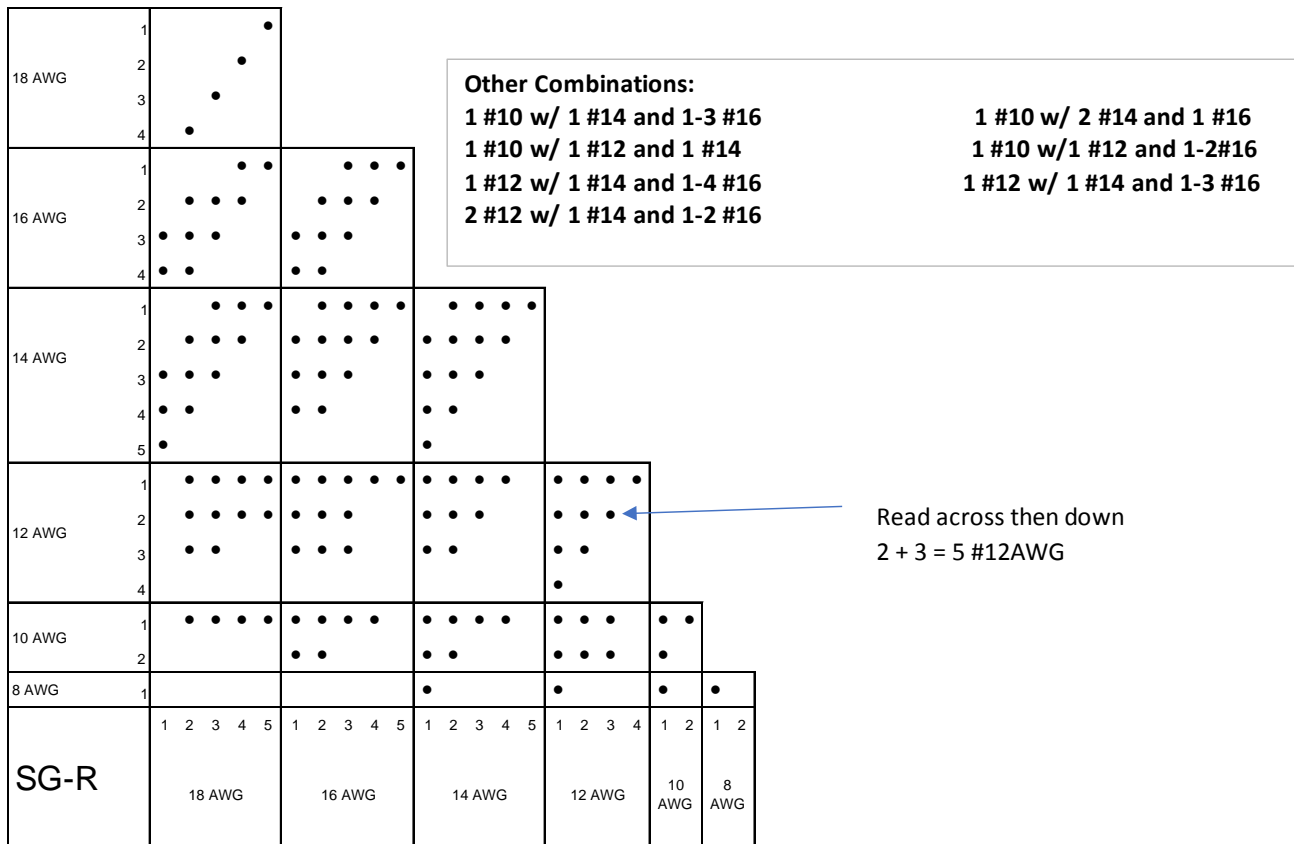 18 AWG
1
2
3
4
Other Combinations:
1 #10 w/ 1 #14 and 1-3 #16
1 #10 w/ 2 #14 and 1 #16
1 #10 w/ 1 #12 and 1 #14
1 #10 w/1 #12 and 1-2#16
1 #12 w/ 1 #14 and 1-4 #16
1 #12 w/ 1 #14 and 1-3 #16
2 #12 w/ 1 #14 and 1-2 #16
16 AWG
1
2
3
4
14 AWG
1
2
3
4
5
12 AWG
1
2
3
4
Read across then down
2 + 3 = 5 #12AWG
10 AWG
1
2
8 AWG
1
SG-R
1 2 3 4 5 1 2 3 4 5 1 2 3 4 5 1 2 3 4 1 2 1 2
18 AWG
16 AWG
14 AWG
12 AWG
10
AWG
8
AWG